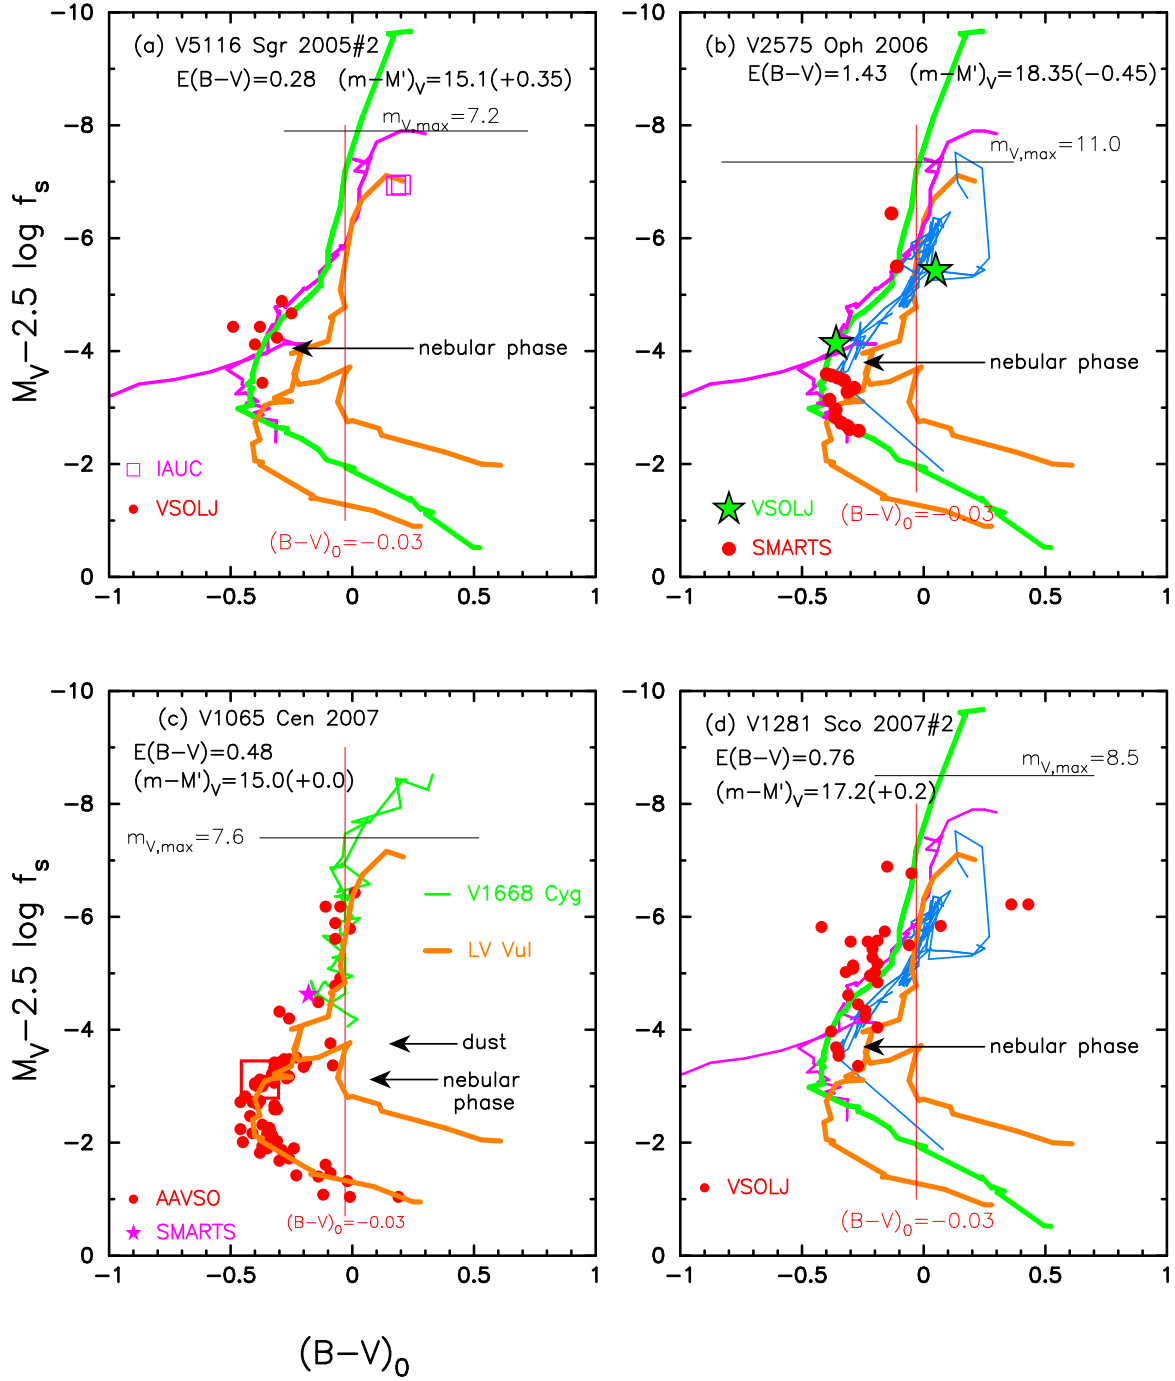 (a) V5116 Sgr 2005#2
E(B−V)=0.28 (m−M')V=15.1(+0.35)
mV,max=7.2
nebular phase
IAUC
VSOLJ
(B−V)0=−0.03
MV−2.5 log fs
−10
−8
−6
−4
−2
0
−1
−0.5
0
0.5
1
(b) V2575 Oph 2006
E(B−V)=1.43 (m−M')V=18.35(−0.45)
mV,max=11.0
nebular phase
VSOLJ
SMARTS
(B−V)0=−0.03
−10
−8
−6
−4
−2
0
−1
−0.5
0
0.5
1
(c) V1065 Cen 2007
E(B−V)=0.48
(m−M')V=15.0(+0.0)
mV,max=7.6
V1668 Cyg
LV Vul
dust
nebular
phase
AAVSO
SMARTS
(B−V)0=−0.03
MV−2.5 log fs
−10
−8
−6
−4
−2
0
−1
−0.5
0
0.5
1
(B−V)0
(d) V1281 Sco 2007#2
E(B−V)=0.76
(m−M')V=17.2(+0.2)
mV,max=8.5
nebular phase
VSOLJ
(B−V)0=−0.03
−10
−8
−6
−4
−2
0
−1
−0.5
0
0.5
1